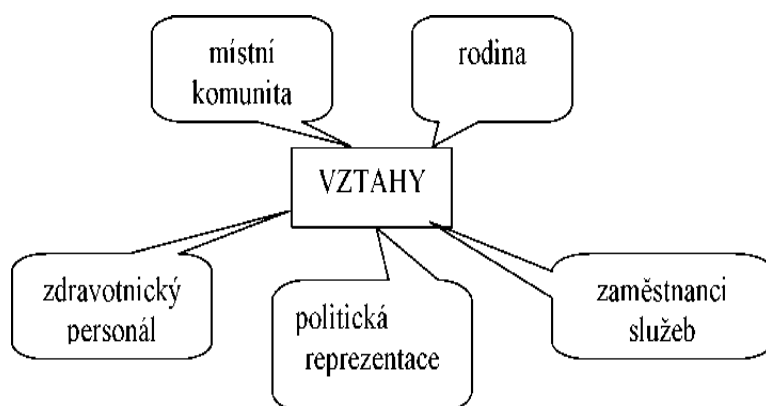 místní
komunita
rodina
VZTAHY
zdravotnický
personál
politická
reprezentace
zaměstnanci
služeb